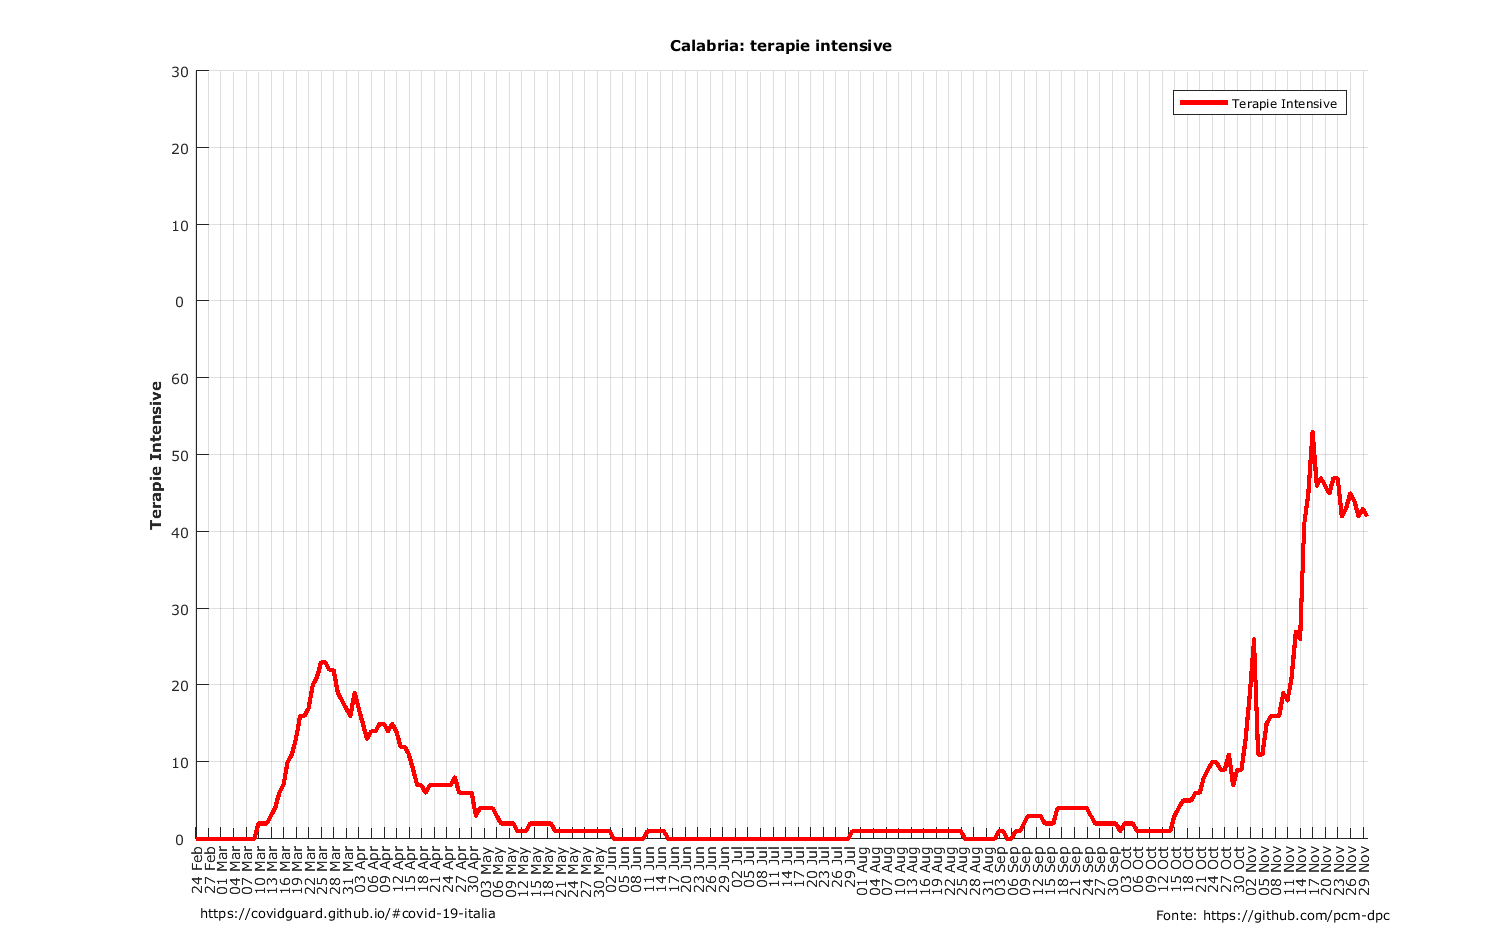 Calabria: terapie intensive
Terapie Intensive
30
20
10
0
60
50
40
30
20
10
0
Terapie Intensive
24 Feb
27 Feb
01 Mar
04 Mar
07 Mar
10 Mar
13 Mar
16 Mar
19 Mar
22 Mar
25 Mar
28 Mar
31 Mar
03 Apr
06 Apr
09 Apr
12 Apr
15 Apr
18 Apr
21 Apr
24 Apr
27 Apr
30 Apr
03 May
06 May
09 May
12 May
15 May
18 May
21 May
24 May
27 May
30 May
02 Jun
05 Jun
08 Jun
11 Jun
14 Jun
17 Jun
20 Jun
23 Jun
26 Jun
29 Jun
02 Jul
05 Jul
08 Jul
11 Jul
14 Jul
17 Jul
20 Jul
23 Jul
26 Jul
29 Jul
01 Aug
04 Aug
07 Aug
10 Aug
13 Aug
16 Aug
19 Aug
22 Aug
25 Aug
28 Aug
31 Aug
03 Sep
06 Sep
09 Sep
12 Sep
15 Sep
18 Sep
21 Sep
24 Sep
27 Sep
30 Sep
03 Oct
06 Oct
09 Oct
12 Oct
15 Oct
18 Oct
21 Oct
24 Oct
27 Oct
30 Oct
02 Nov
05 Nov
08 Nov
11 Nov
14 Nov
17 Nov
20 Nov
23 Nov
26 Nov
29 Nov
https://covidguard.github.io/#covid-19-italia
Fonte: https://github.com/pcm-dpc